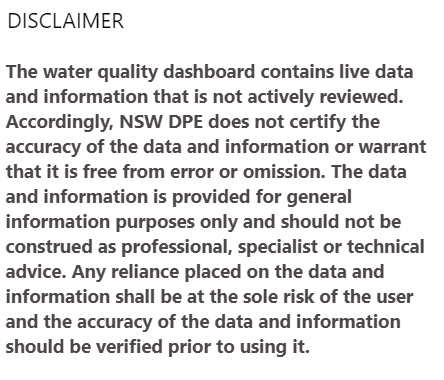 DISCLAIMER
The water quality dashboard contains live data
and information that is not actively reviewed.
Accordingly, NSW DPE does not certify the
accuracy of the data and information or warrant
that it is free from error or omission. The data
and information is provided for general
information purposes only and should not be
construed as professional, specialist or technical
advice. Any reliance placed on the data and
information shall be at the sole risk of the user
and the accuracy of the data and information
should be verified prior to using it.